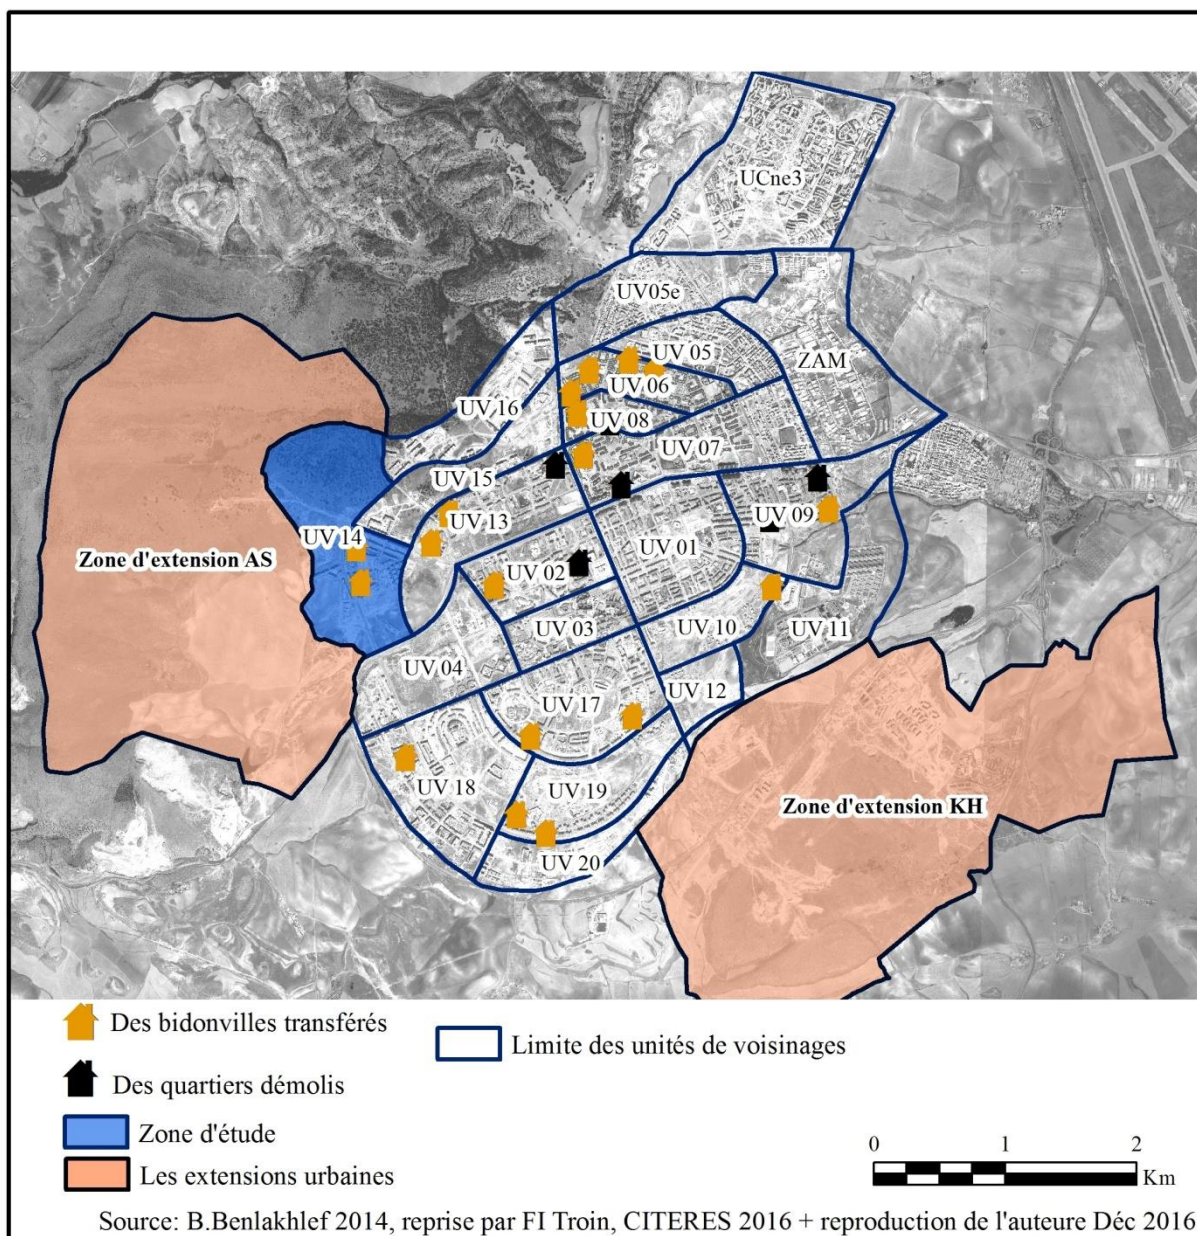 UCne3
UV05e
UV 05
ZAM
UV 06
UV 16
UV 08
UV 07
UV 15
UV 13
UV 09
UV 14
UV 01
Zone d'extension AS
UV 02
UV 03
UV 10
UV 11
UV 04
UV 12
UV 17
UV 18
UV 19
Zone d'extension KH
UV 20
Des bidonvilles transférés
Limite des unités de voisinages
Des quartiers démolis
Zone d'étude
Les extensions urbaines
0 1 2
Km
Source: B.Benlakhlef 2014, reprise par FI Troin, CITERES 2016 + reproduction de l'auteure Déc 2016